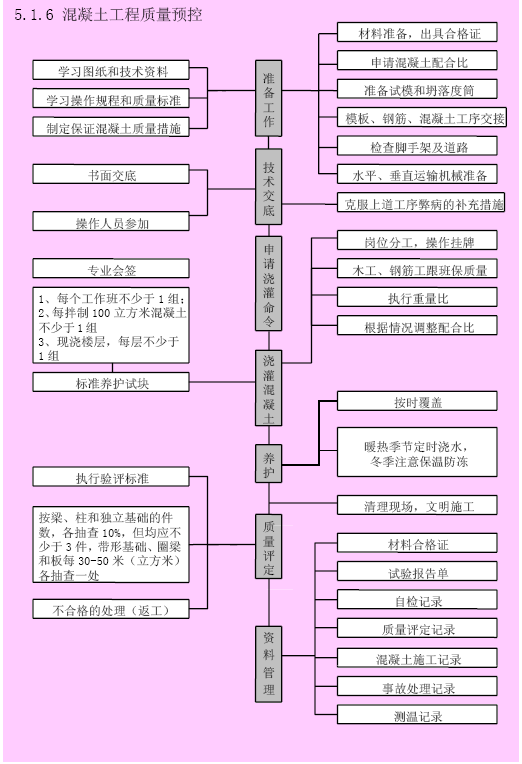 5.1.6 混凝土工程质量预控
学习图纸和技术资料
学习操作规程和质量标准
制定保证混凝土质量措施
准备工作
材料准备，出具合格证
申请混凝土配合比
准备试模和坍落度筒
模板、钢筋、混凝土工序交接
检查脚手架及道路
水平、垂直运输机械准备
书面交底
操作人员参加
技术交底
克服上道工序弊病的补充措施
专业会签
申请浇灌命令
岗位分工，操作挂牌
木工、钢筋工跟班保质量
执行重量比
根据情况调整配合比
1、每个工作班不少于1组；
2、每拌制100立方米混凝土
不少于1组
3、现浇楼层，每层不少于
1组
标准养护试块
浇灌混凝土
养护
按时覆盖
暖热季节定时浇水，
冬季注意保温防冻
清理现场，文明施工
执行验评标准
按梁、柱和独立基础的件
数，各抽查10%，但均应不
少于3件，带形基础、圈梁
和板每30-50米（立方米）
各抽查一处
不合格的处理（返工）
质量评定
资料管理
材料合格证
试验报告单
自检记录
质量评定记录
混凝土施工记录
事故处理记录
测温记录